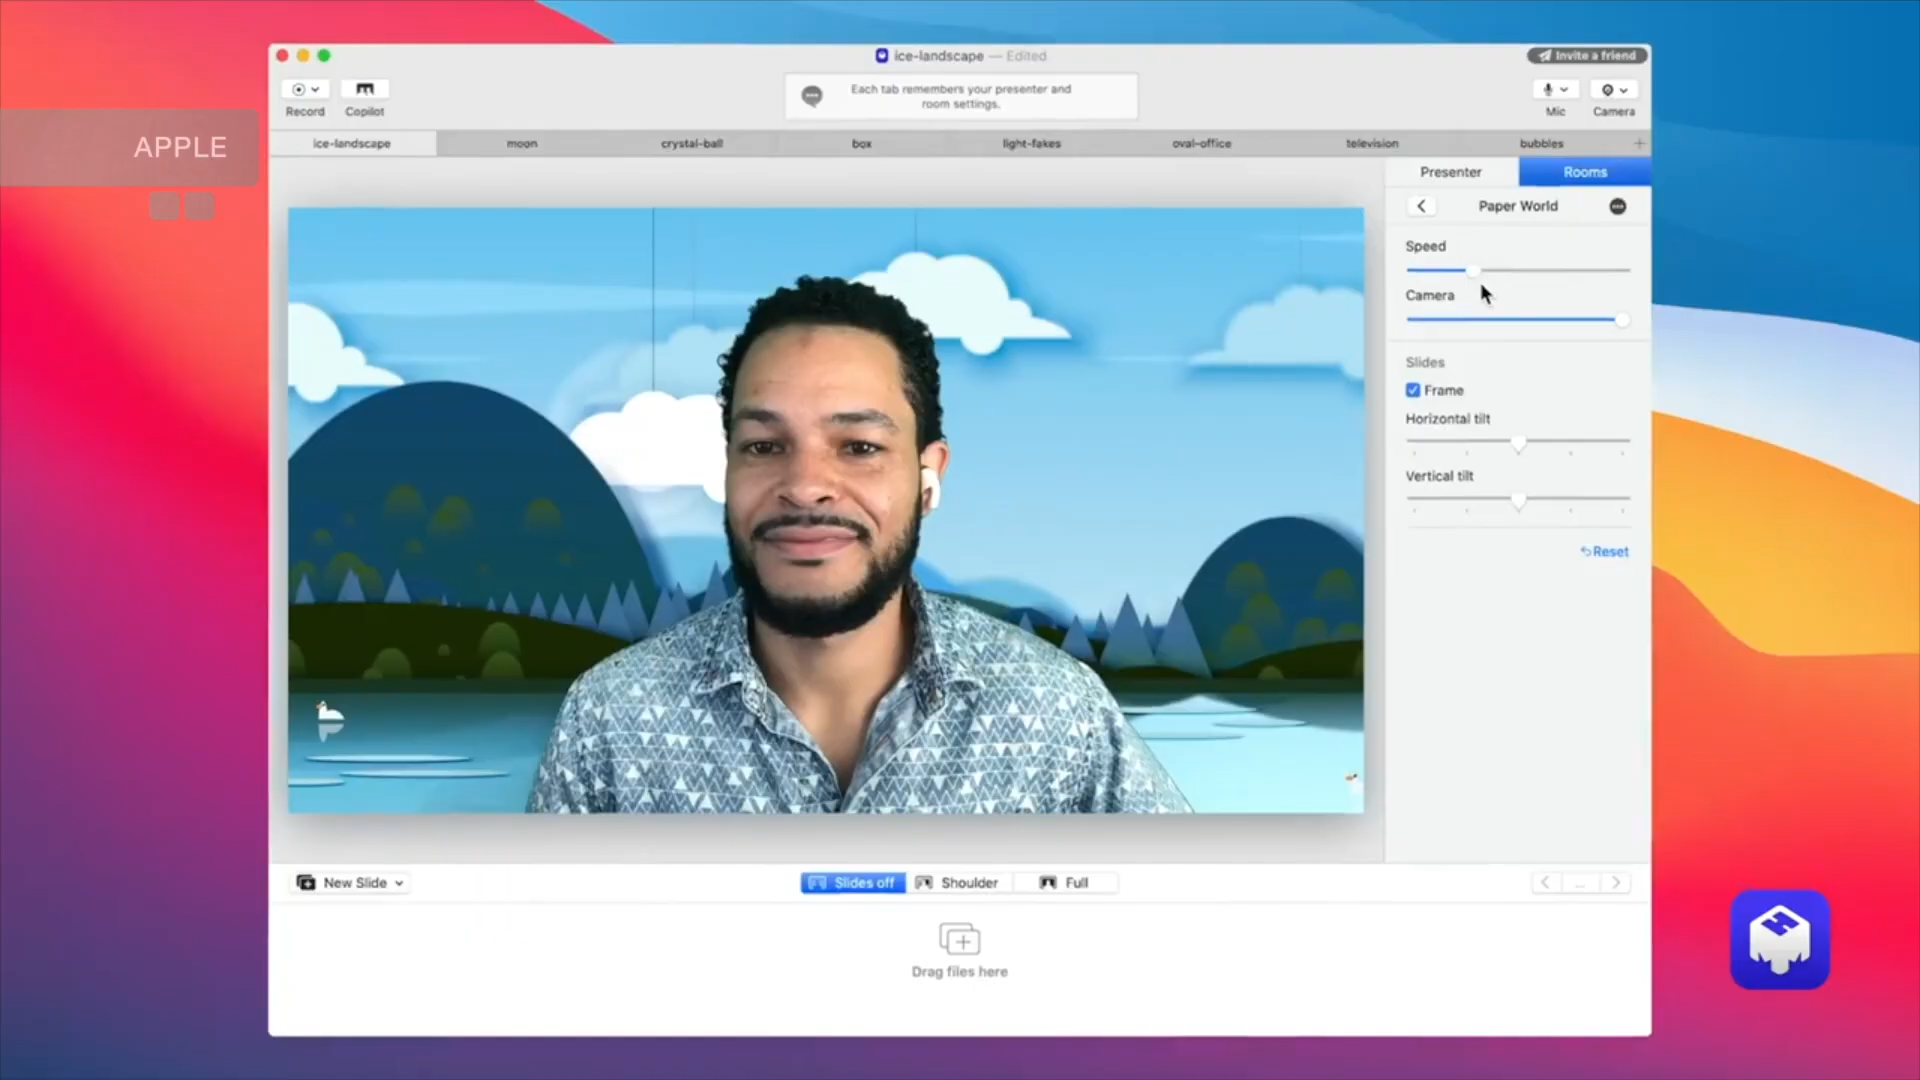 ice-landscape — Edited
Invite a friend
Each tab remembers your presenter and
room settings.
Record
Copilot
Mic
Camera
APPLE
ice-landscape
moon
crystal-ball
box
light-fakes
oval-office
television
bubbles
Presenter
Rooms
Paper World
Speed
Camera
Slides
Frame
Horizontal tilt
Vertical tilt
Reset
New Slide
Slides off
Shoulder
Full
...
Drag files here